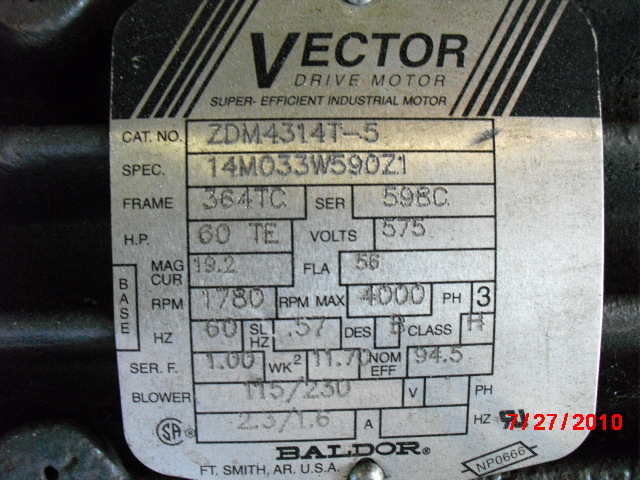 VECTOR
DRIVE MOTOR
SUPER-EFFICIENT INDUSTRIAL MOTOR
CAT. NO. ZDM4314T-5
SPEC. 14M033W590Z1
FRAME 364TC SER 598C
H.P. 60 TE VOLTS 575
MAG CUR 19.2 FLA 56
BASE
RPM 1780 RPM MAX 4000 PH 3
HZ 60 SL HZ .57 DES B CLASS H
SER. F. 1.00 WK2 11.70 NOM EFF 94.5
BLOWER 115/230 V 1 PH
SA 2.3/1.6 A HZ
7/27/2010
BALDOR®
FT. SMITH, AR. U.S.A.
NP0666